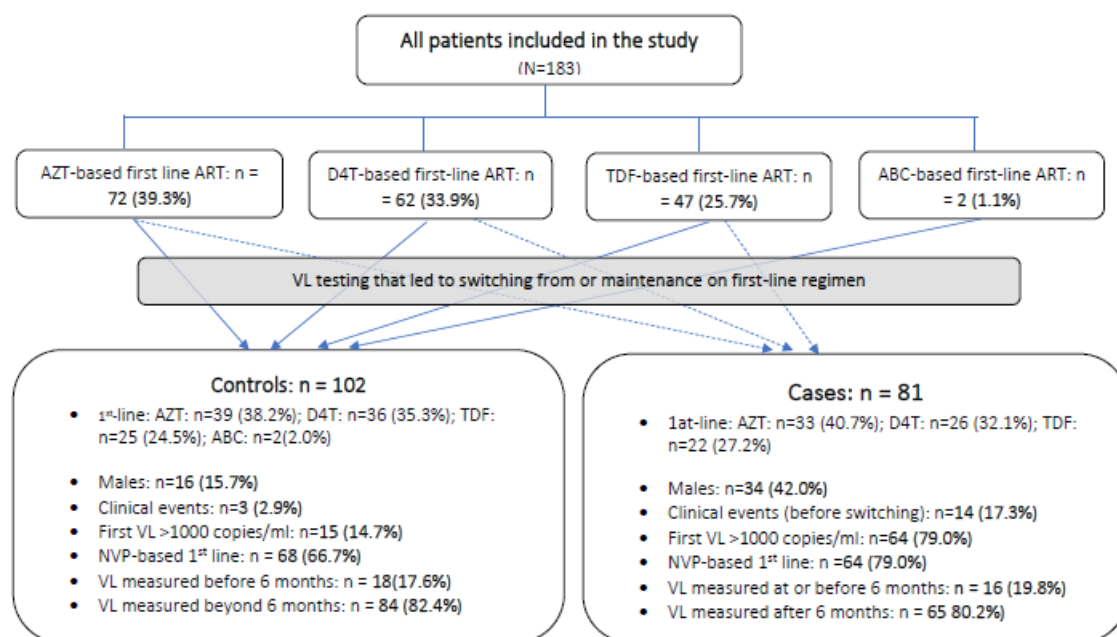 All patients included in the study
(N=183)
AZT-based first line ART: n =
72 (39.3%)
D4T-based first-line ART: n
= 62 (33.9%)
TDF-based first-line ART: n
= 47 (25.7%)
ABC-based first-line ART: n
= 2 (1.1%)
VL testing that led to switching from or maintenance on first-line regimen
Controls: n = 102
• 1st-line: AZT: n=39 (38.2%); D4T: n=36 (35.3%); TDF:
n=25 (24.5%); ABC: n=2(2.0%)
• Males: n=16 (15.7%)
• Clinical events: n=3 (2.9%)
• First VL >1000 copies/ml: n=15 (14.7%)
• NVP-based 1st line: n = 68 (66.7%)
• VL measured before 6 months: n = 18(17.6%)
• VL measured beyond 6 months: n = 84 (82.4%)
Cases: n = 81
• 1at-line: AZT: n=33 (40.7%); D4T: n=26 (32.1%); TDF:
n=22 (27.2%)
• Males: n=34 (42.0%)
• Clinical events (before switching): n=14 (17.3%)
• First VL >1000 copies/ml: n=64 (79.0%)
• NVP-based 1st line: n =64 (79.0%)
• VL measured at or before 6 months: n = 16 (19.8%)
• VL measured after 6 months: n = 65 80.2%)